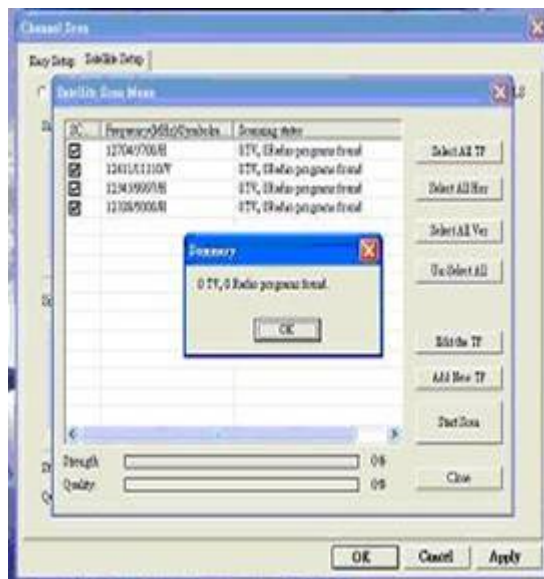 Channel Scan
Easy Setup Satellite Setup
Satellite Scan Menu
SC... Frequency(MHz)/Symbolra Scanning status
0 TV, 0 Radio programs found
0 TV, 0 Radio programs found
0 TV, 0 Radio programs found
0 TV, 0 Radio programs found
Select All TP
Select All Hor
Select All Ver
Un Select All
Edit the TP
Add New TP
Start Scan
Close
Summary
0 TV, 0 Radio programs found.
OK
Strength 0%
Quality 0%
OK Cancel Apply